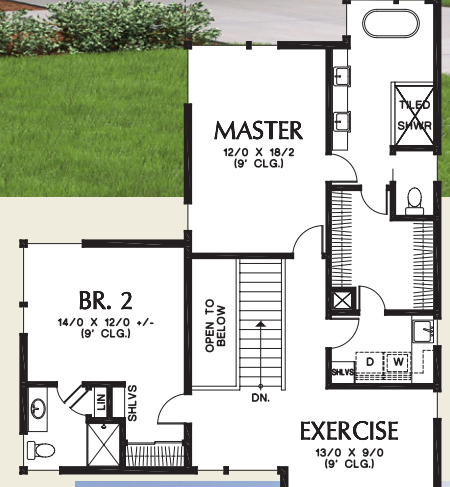 TILED
SHWR
MASTER
12/0 X 18/2
(9' CLG.)
BR. 2
14/0 X 12/0 +/-
(9' CLG.)
OPEN TO
BELOW
DN.
D
W
SHLVS
LIN
SHLVS
EXERCISE
13/0 X 9/0
(9' CLG.)